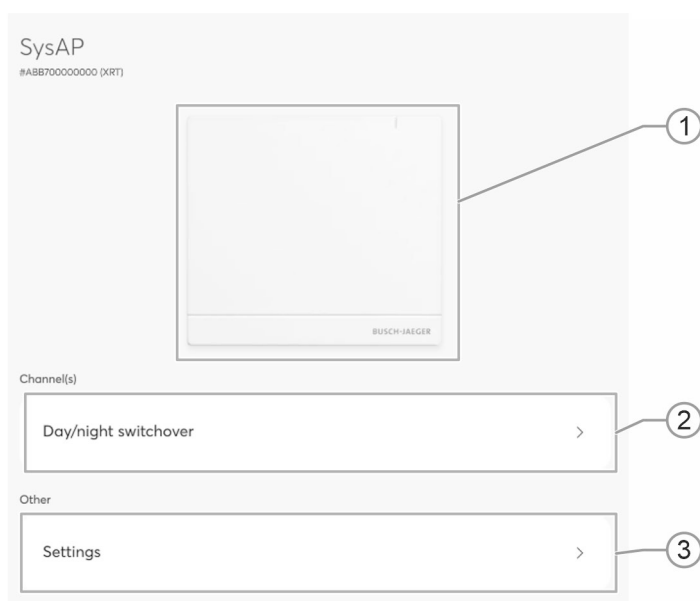 SysAP
#ABB700000000 (XRT)
1
BUSCH-JAEGER
Channel(s)
Day/night switchover
2
Other
Settings
3